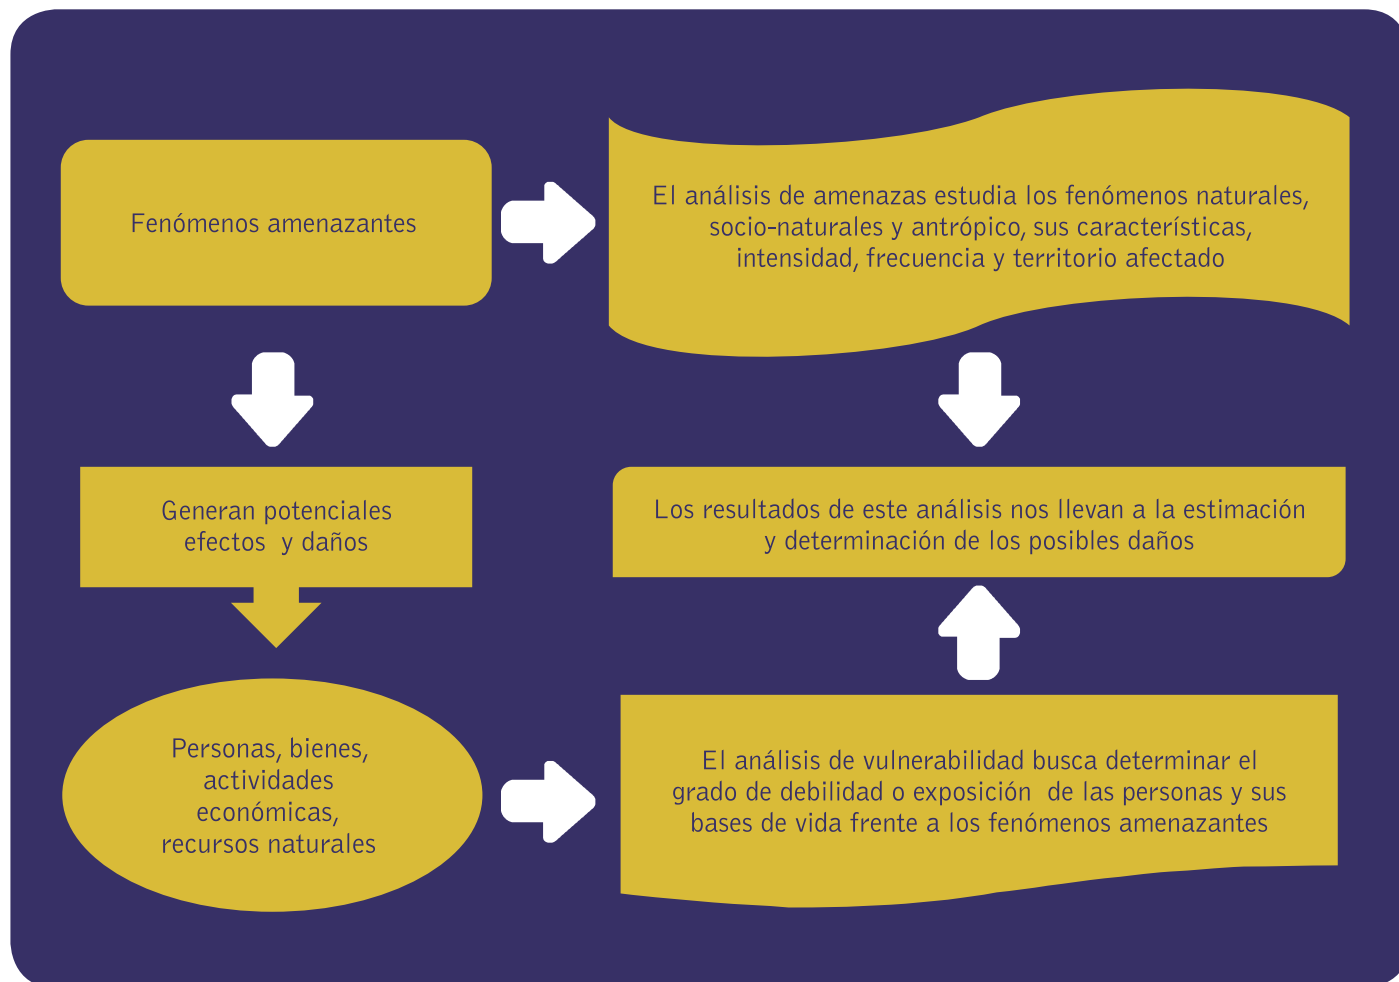 Fenómenos amenazantes
El análisis de amenazas estudia los fenómenos naturales,
socio-naturales y antrópico, sus características,
intensidad, frecuencia y territorio afectado
Generan potenciales
efectos  y daños
Los resultados de este análisis nos llevan a la estimación
y determinación de los posibles daños
Personas, bienes,
actividades
económicas,
recursos naturales
El análisis de vulnerabilidad busca determinar el
grado de debilidad o exposición  de las personas y sus
bases de vida frente a los fenómenos amenazantes